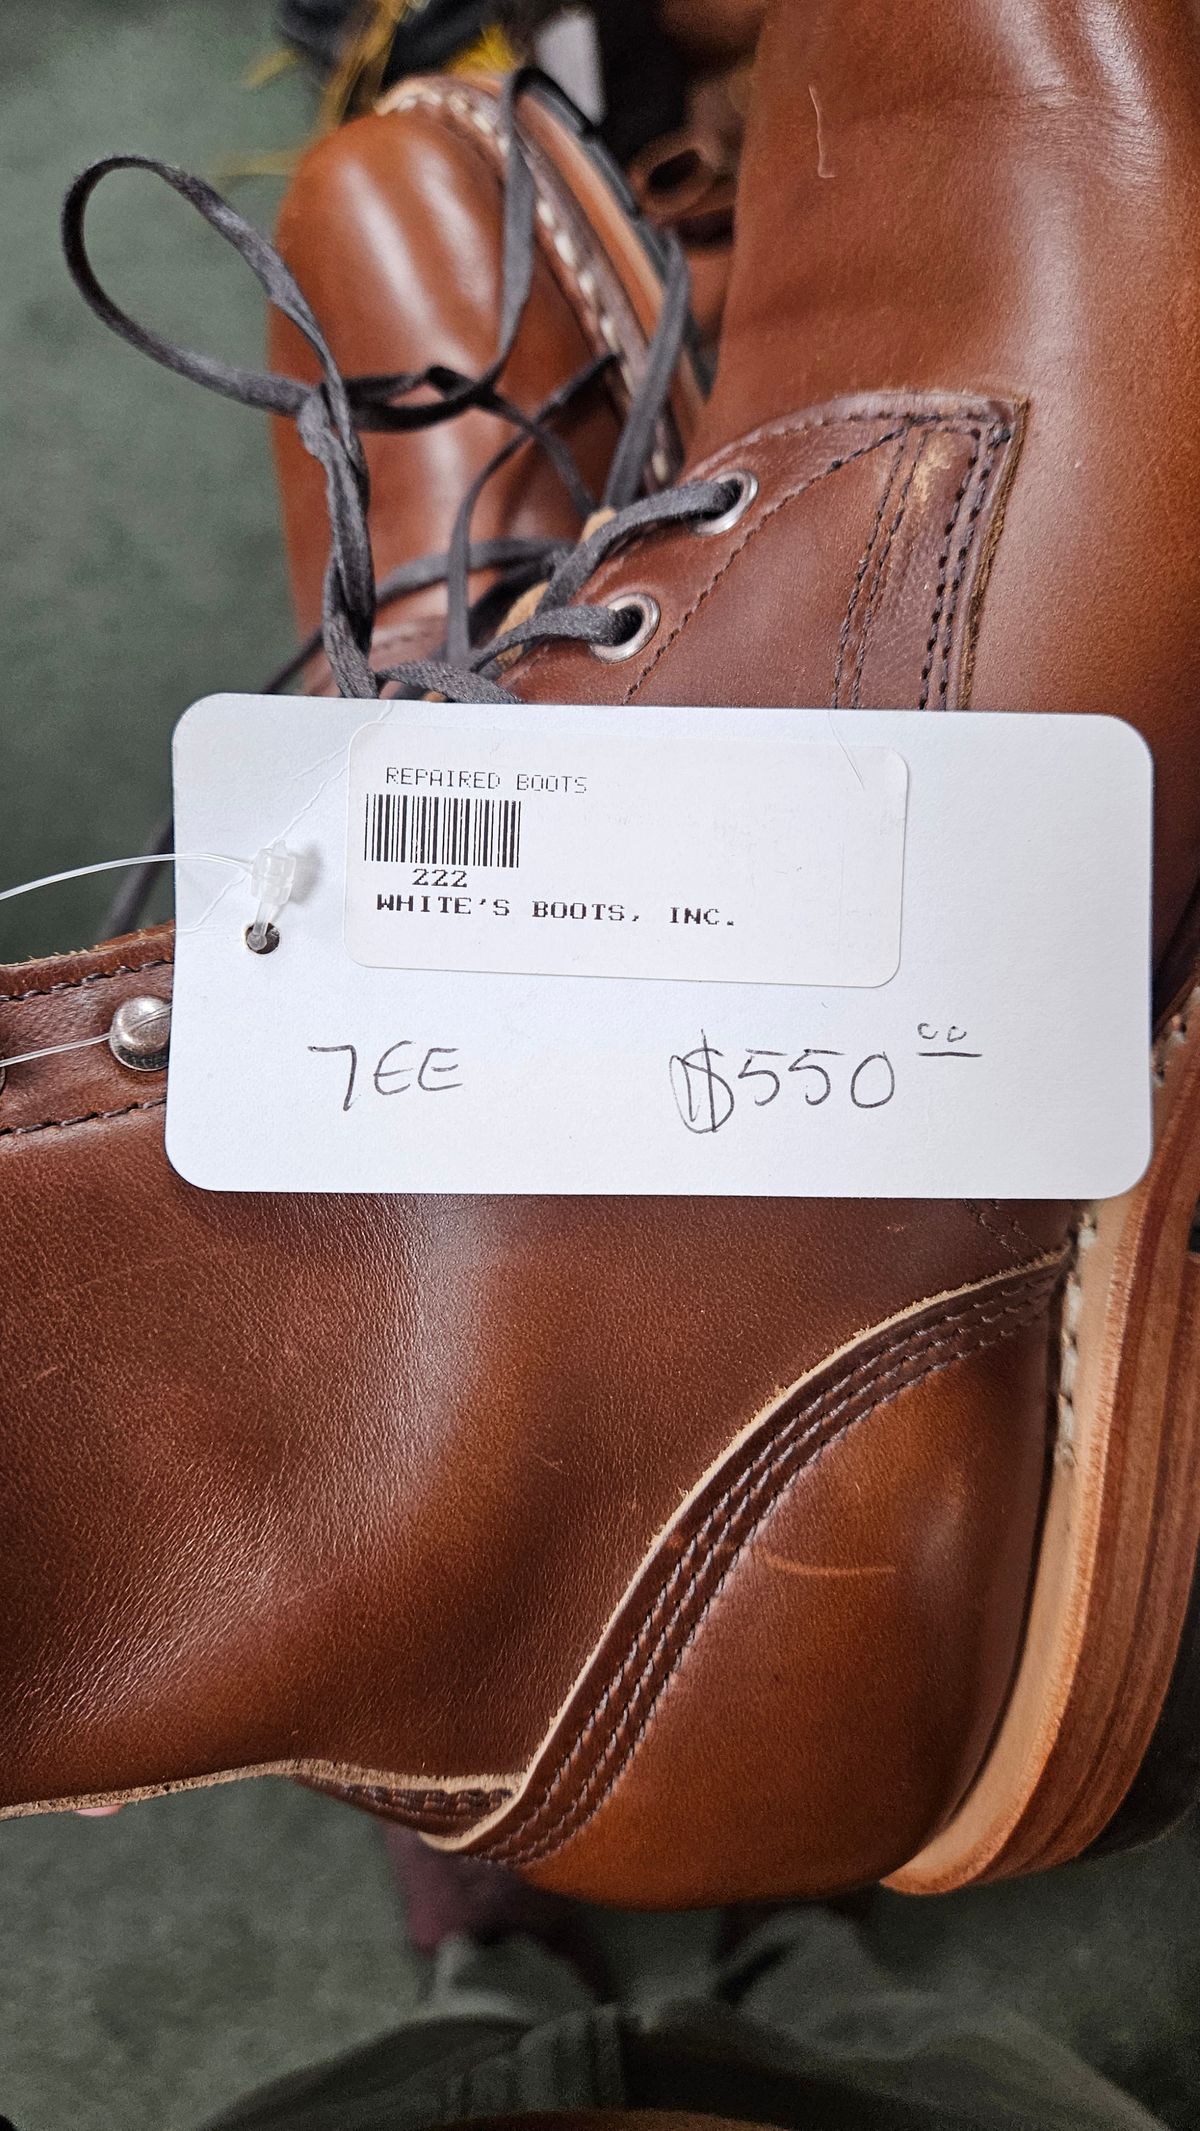 REPAIRED BOOTS
222
WHITE'S BOOTS, INC.
7EE $550.00